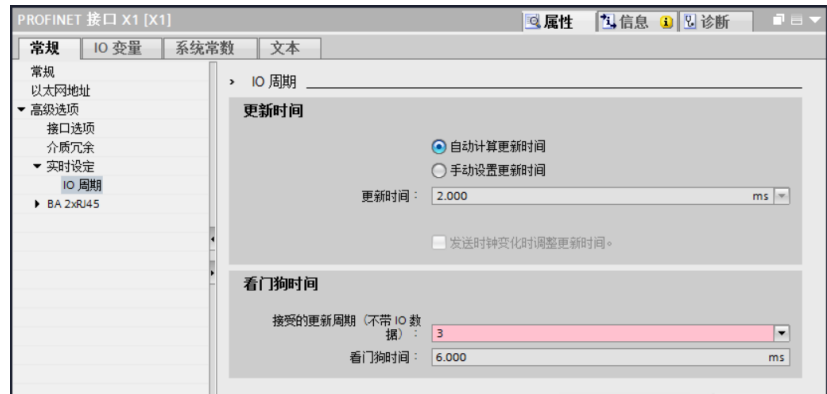 PROFINET 接口 X1 [X1]
属性
信息
诊断
常规
IO 变量
系统常数
文本
常规
以太网地址
高级选项
接口选项
介质冗余
实时设定
IO 周期
BA 2xRJ45
IO 周期
更新时间
自动计算更新时间
手动设置更新时间
更新时间：
2.000
ms
发送时钟变化时调整更新时间。
看门狗时间
接受的更新周期（不带 IO 数
据）：
3
看门狗时间：
6.000
ms